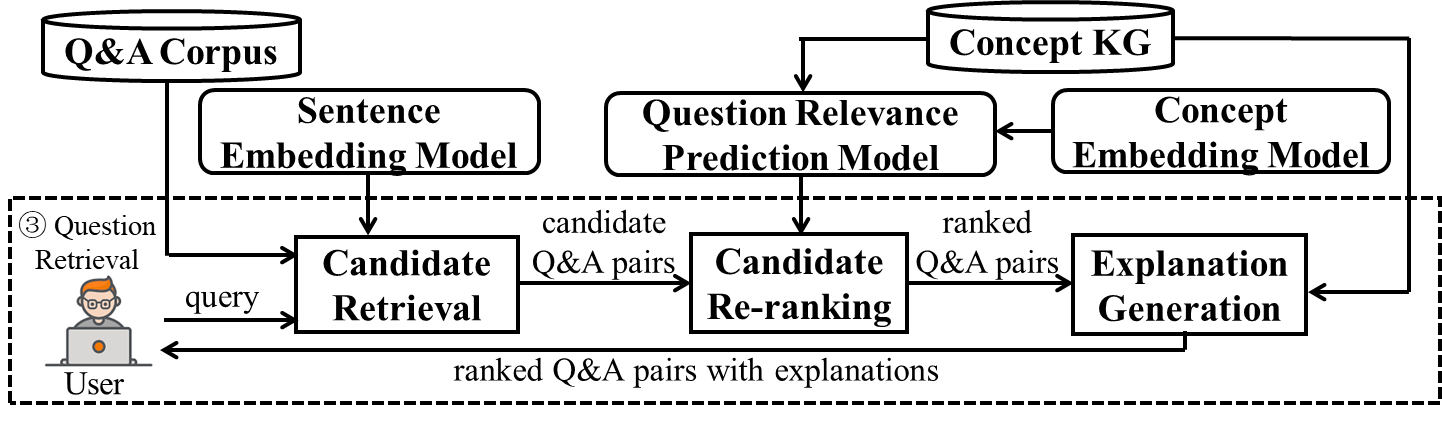 Q&A Corpus
Concept KG
Sentence
Embedding Model
Question Relevance
Prediction Model
Concept
Embedding Model
③ Question
Retrieval
query
User
Candidate
Retrieval
candidate
Q&A pairs
Candidate
Re-ranking
ranked
Q&A pairs
Explanation
Generation
ranked Q&A pairs with explanations